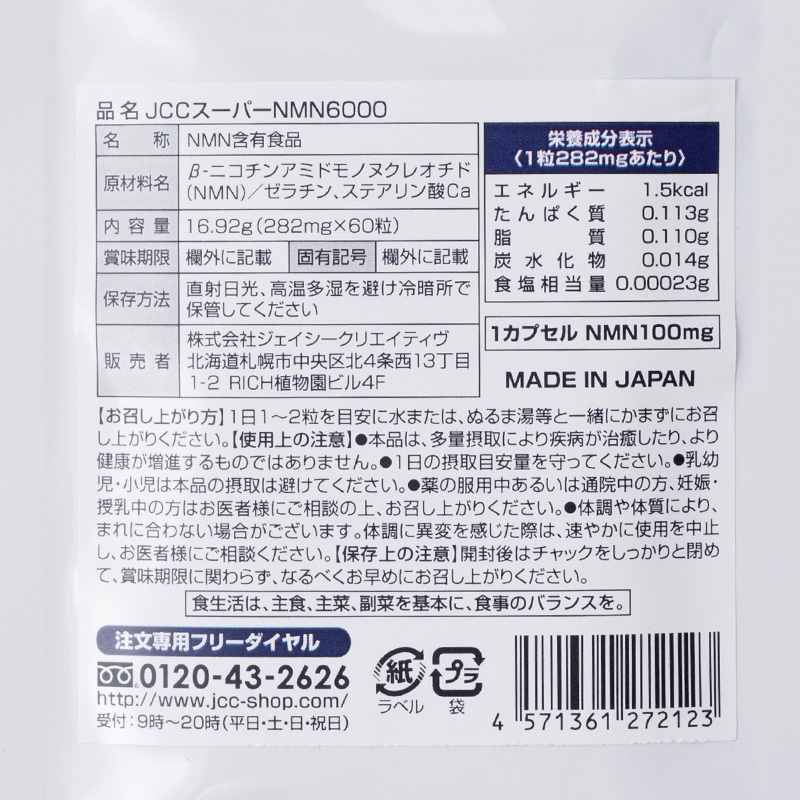 品名 JCCスーパーNMN6000
名称 NMN含有食品
原材料名 β-ニコチンアミドモノヌクレオチド
(NMN)／ゼラチン、ステアリン酸Ca
内容量 16.92g(282mg×60粒)
賞味期限 欄外に記載 固有記号 欄外に記載
保存方法 直射日光、高温多湿を避け冷暗所で
保管してください
販売者 株式会社ジェイシークリエイティヴ
北海道札幌市中央区北4条西13丁目
1-2 RICH植物園ビル4F
栄養成分表示
〈1粒282mgあたり〉
エネルギー 1.5kcal
たんぱく質 0.113g
脂質 0.110g
炭水化物 0.014g
食塩相当量 0.00023g
1カプセル NMN100mg
MADE IN JAPAN
【お召し上がり方】1日1～2粒を目安に水または、ぬるま湯等と一緒にかまずにお召
し上がりください。【使用上の注意】●本品は、多量摂取により疾病が治癒したり、より
健康が増進するものではありません。●1日の摂取目安量を守ってください。●乳幼
児・小児は本品の摂取は避けてください。●薬の服用中あるいは通院中の方、妊娠・
授乳中の方はお医者様にご相談の上、お召し上がりください。●体調や体質により、
まれに合わない場合がございます。体調に異変を感じた際は、速やかに使用を中止
し、お医者様にご相談ください。【保存上の注意】開封後はチャックをしっかりと閉め
て、賞味期限に関わらず、なるべくお早めにお召し上がりください。
食生活は、主食、主菜、副菜を基本に、食事のバランスを。
注文専用フリーダイヤル
0120-43-2626
http://www.jcc-shop.com/
受付：9時～20時(平日・土・日・祝日)
紙 プラ
ラベル 袋
4 571361 272123